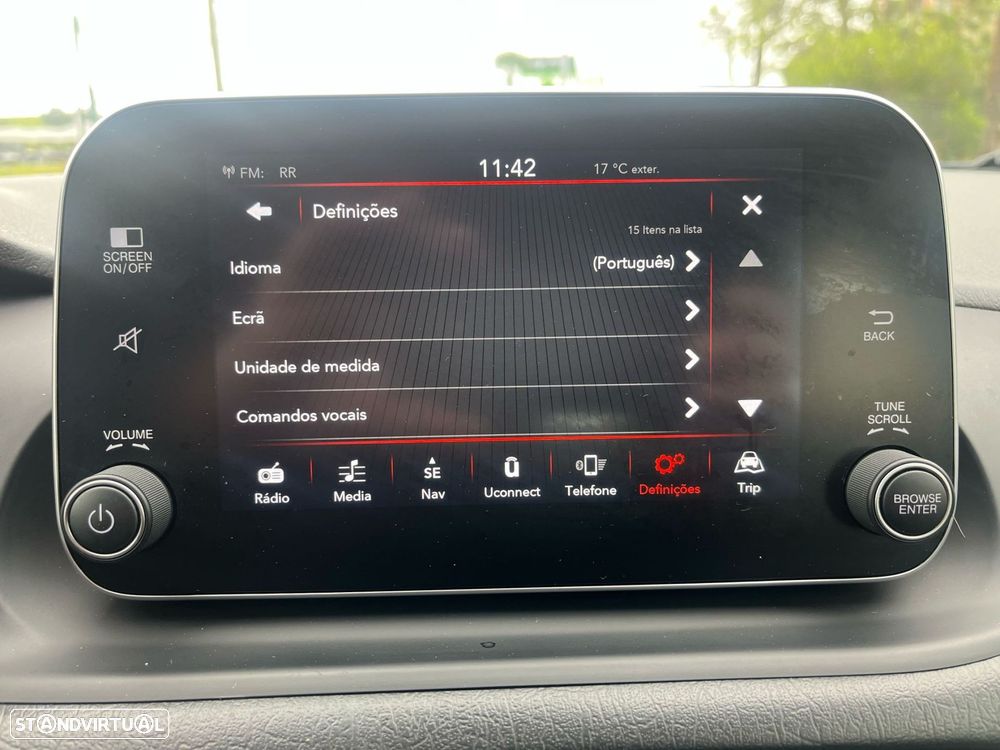 FM: RR 11:42 17 °C exter.
Definições
15 Itens na lista
Idioma (Português)
Ecrã
Unidade de medida
Comandos vocais
Rádio Media SE Nav Uconnect Telefone Definições Trip
SCREEN
ON/OFF
VOLUME
BACK
TUNE
SCROLL
BROWSE
ENTER
STANDVIRTUAL